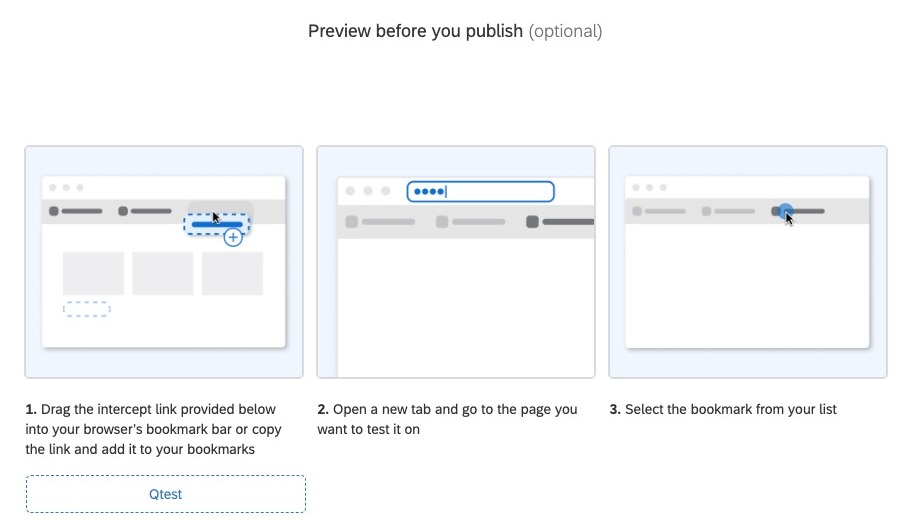 Preview before you publish (optional)
1. Drag the intercept link provided below
into your browser's bookmark bar or copy
the link and add it to your bookmarks
2. Open a new tab and go to the page you
want to test it on
3. Select the bookmark from your list
Qtest